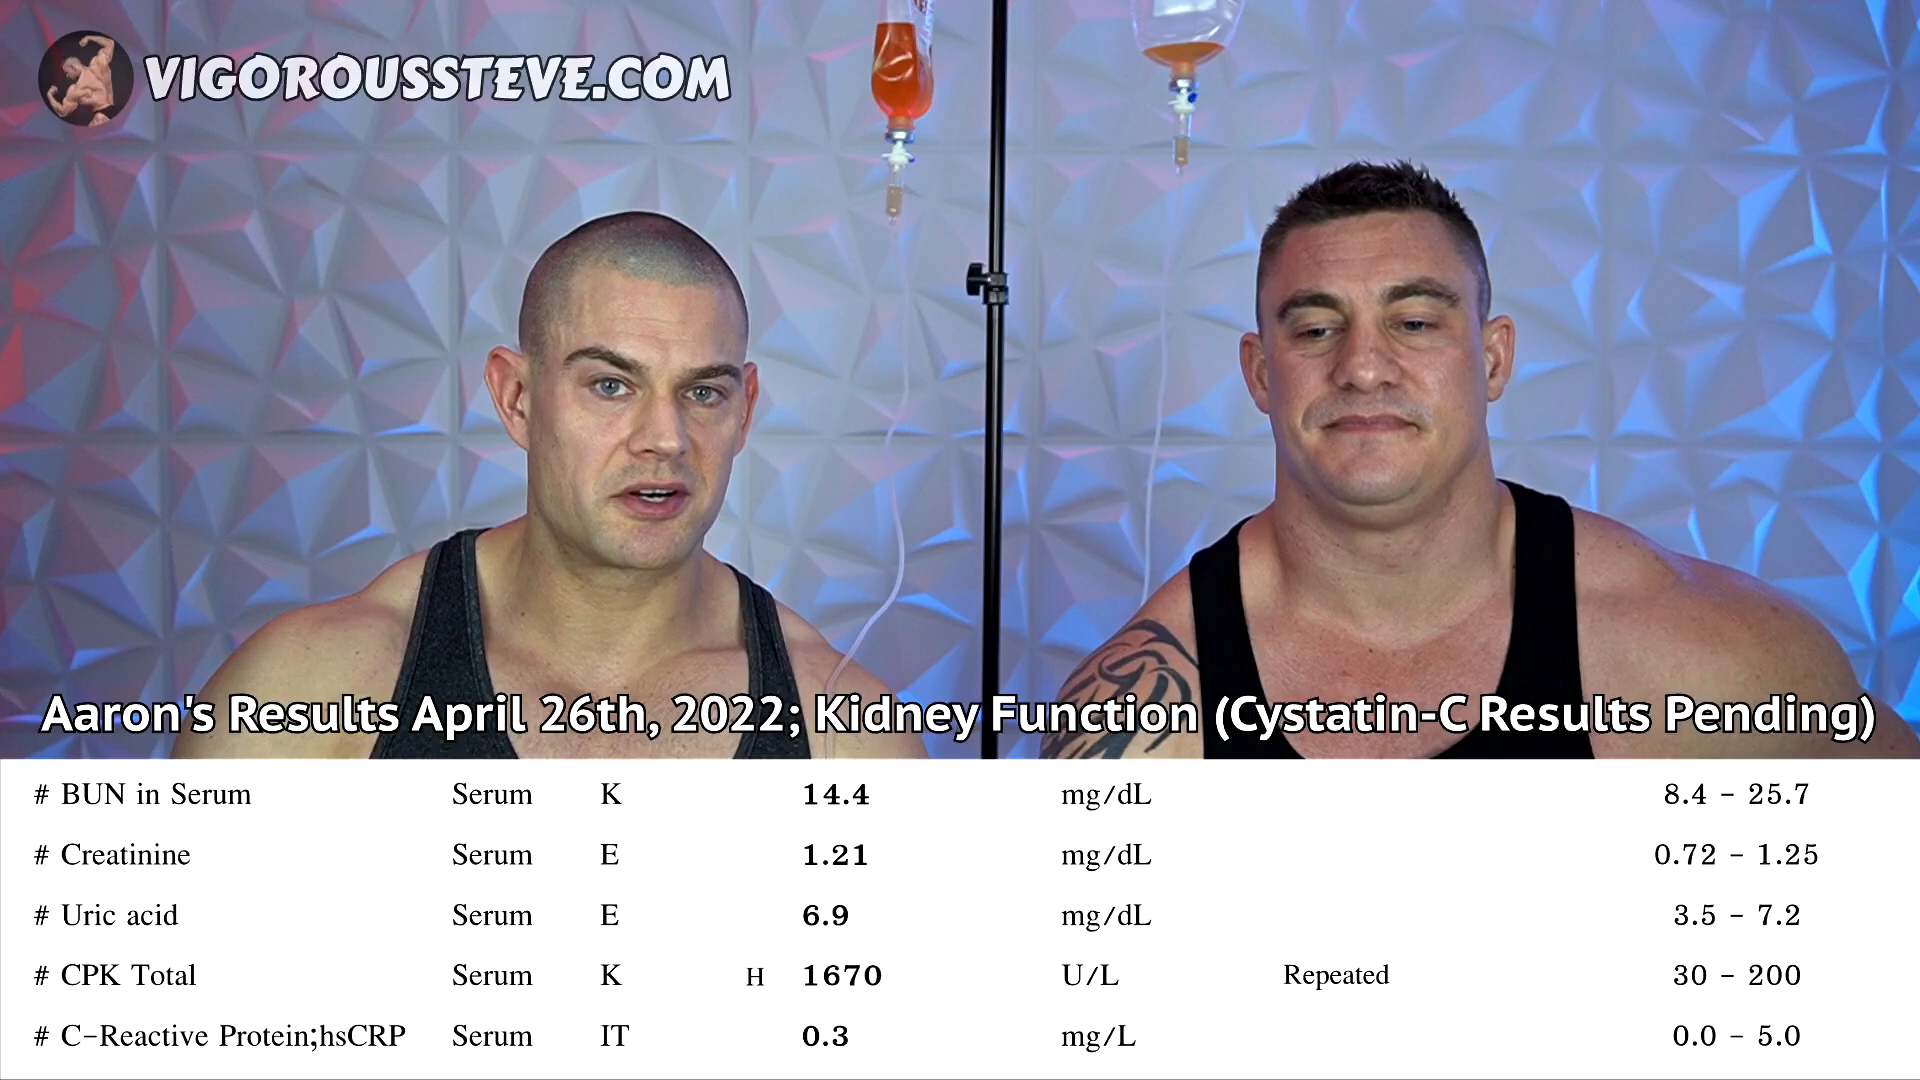 VIGOROUSSTEVE.COM
Aaron's Results April 26th, 2022; Kidney Function (Cystatin-C Results Pending)
# BUN in Serum Serum K 14.4 mg/dL 8.4 - 25.7
# Creatinine Serum E 1.21 mg/dL 0.72 - 1.25
# Uric acid Serum E 6.9 mg/dL 3.5 - 7.2
# CPK Total Serum K H 1670 U/L Repeated 30 - 200
# C-Reactive Protein;hsCRP Serum IT 0.3 mg/L 0.0 - 5.0